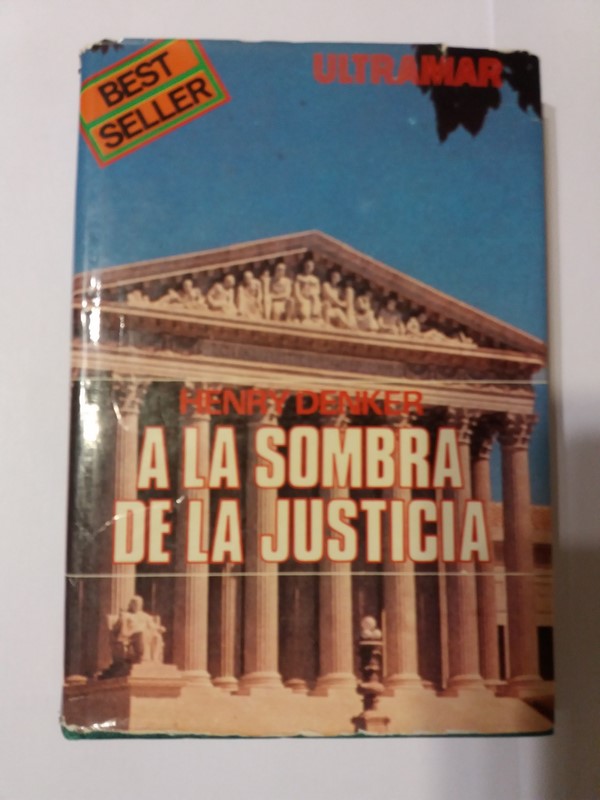 BEST
SELLER
ULTRAMAR
HENRY DENKER
A LA SOMBRA
DE LA JUSTICIA